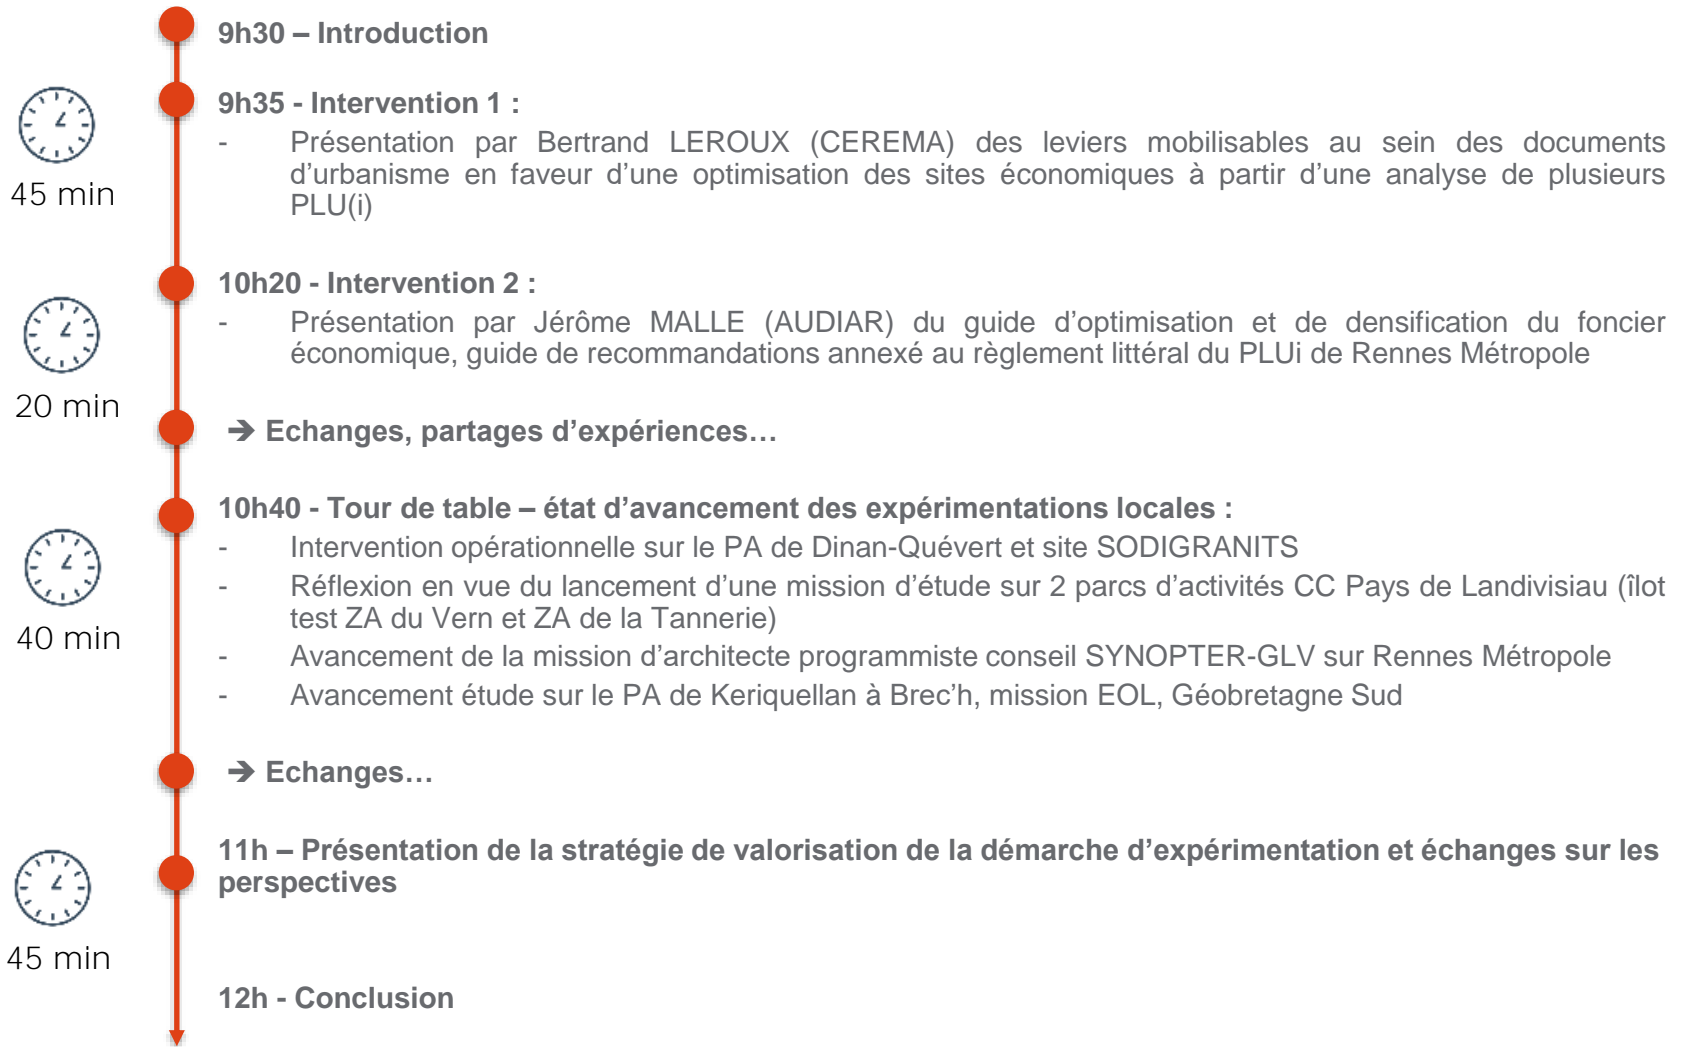 9h30 – Introduction
9h35 - Intervention 1 :
- Présentation par Bertrand LEROUX (CEREMA) des leviers mobilisables au sein des documents
d’urbanisme en faveur d’une optimisation des sites économiques à partir d’une analyse de plusieurs
PLU(i)
45 min
10h20 - Intervention 2 :
- Présentation par Jérôme MALLE (AUDIAR) du guide d’optimisation et de densification du foncier
économique, guide de recommandations annexé au règlement littéral du PLUi de Rennes Métropole
20 min
➔ Echanges, partages d’expériences…
10h40 - Tour de table – état d’avancement des expérimentations locales :
- Intervention opérationnelle sur le PA de Dinan-Quévert et site SODIGRANITS
- Réflexion en vue du lancement d’une mission d’étude sur 2 parcs d’activités CC Pays de Landivisiau (îlot
test ZA du Vern et ZA de la Tannerie)
40 min
- Avancement de la mission d’architecte programmiste conseil SYNOPTER-GLV sur Rennes Métropole
- Avancement étude sur le PA de Keriquellan à Brec’h, mission EOL, Géobretagne Sud
➔ Echanges…
11h – Présentation de la stratégie de valorisation de la démarche d’expérimentation et échanges sur les
perspectives
45 min
12h - Conclusion